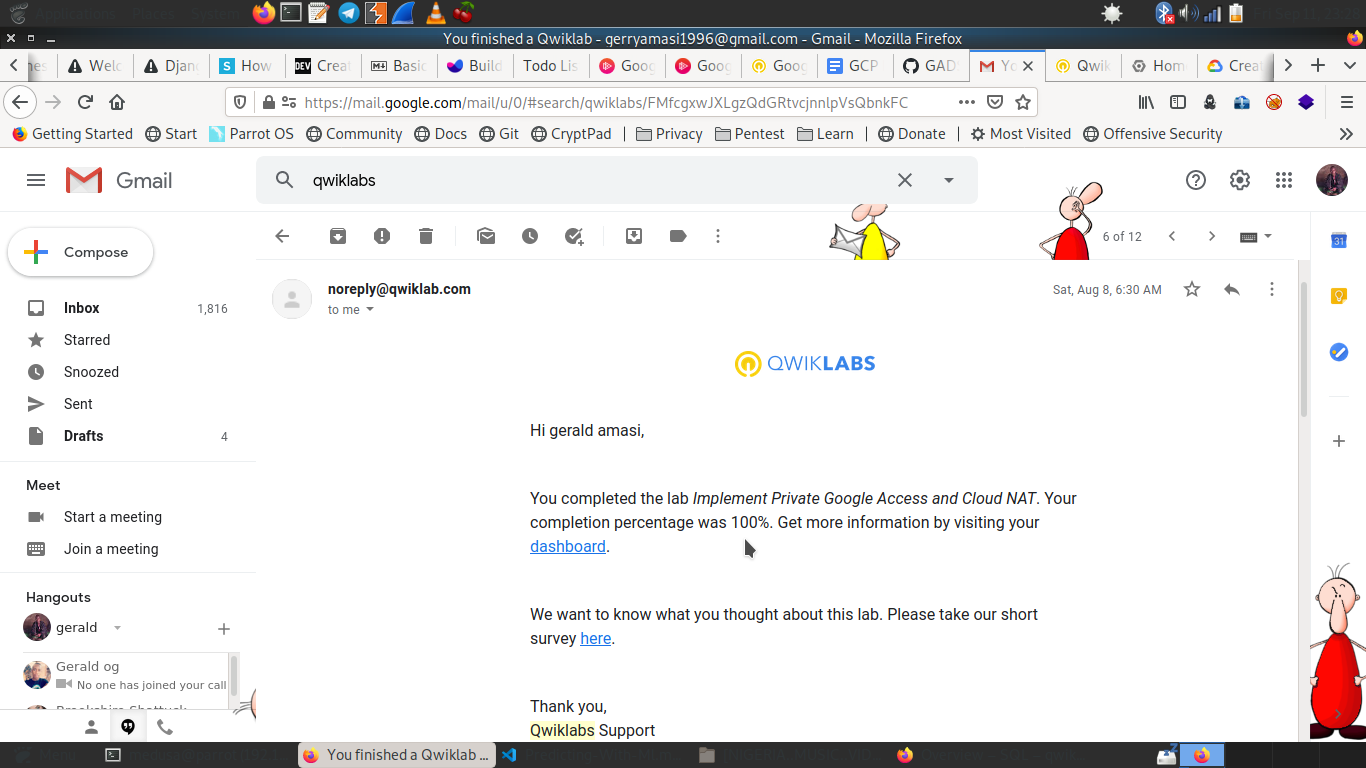 Applications Places System
You finished a Qwiklab - gerryamasi1996@gmail.com - Gmail - Mozilla Firefox
Welc
Djan
How
Creat
Basic
Build
Todo Lis
Goog
Goog
Goog
GCP
GAD
Yo
Qwik
Hom
Crea
https://mail.google.com/mail/u/0/#search/qwiklabs/FMfcgxwJXLgzQdGRtvcjnnlpVsQbnkFC
Getting Started Start Parrot OS Community Docs Git CryptPad Privacy Pentest Learn Donate Most Visited Offensive Security
Gmail
qwiklabs
6 of 12
Compose
Inbox 1,816
Starred
Snoozed
Sent
Drafts 4
Meet
Start a meeting
Join a meeting
Hangouts
gerald
Gerald og
No one has joined your call
noreply@qwiklab.com
to me
Sat, Aug 8, 6:30 AM
QWIKLABS
Hi gerald amasi,
You completed the lab Implement Private Google Access and Cloud NAT. Your
completion percentage was 100%. Get more information by visiting your
dashboard.
We want to know what you thought about this lab. Please take our short
survey here.
Thank you,
Qwiklabs Support
31
Menu
You finished a Qwiklab ...